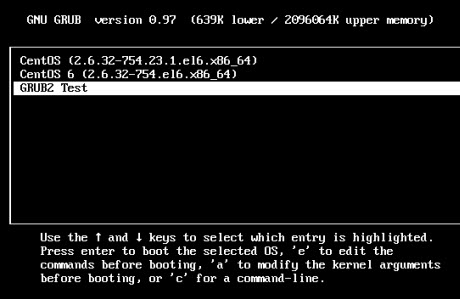 GNU GRUB  version 0.97  (639K lower / 2096064K upper memory)
CentOS (2.6.32-754.23.1.el6.x86_64)
CentOS 6 (2.6.32-754.el6.x86_64)
GRUB2 Test
Use the ↑ and ↓ keys to select which entry is highlighted.
Press enter to boot the selected OS, 'e' to edit the
commands before booting, 'a' to modify the kernel arguments
before booting, or 'c' for a command-line.